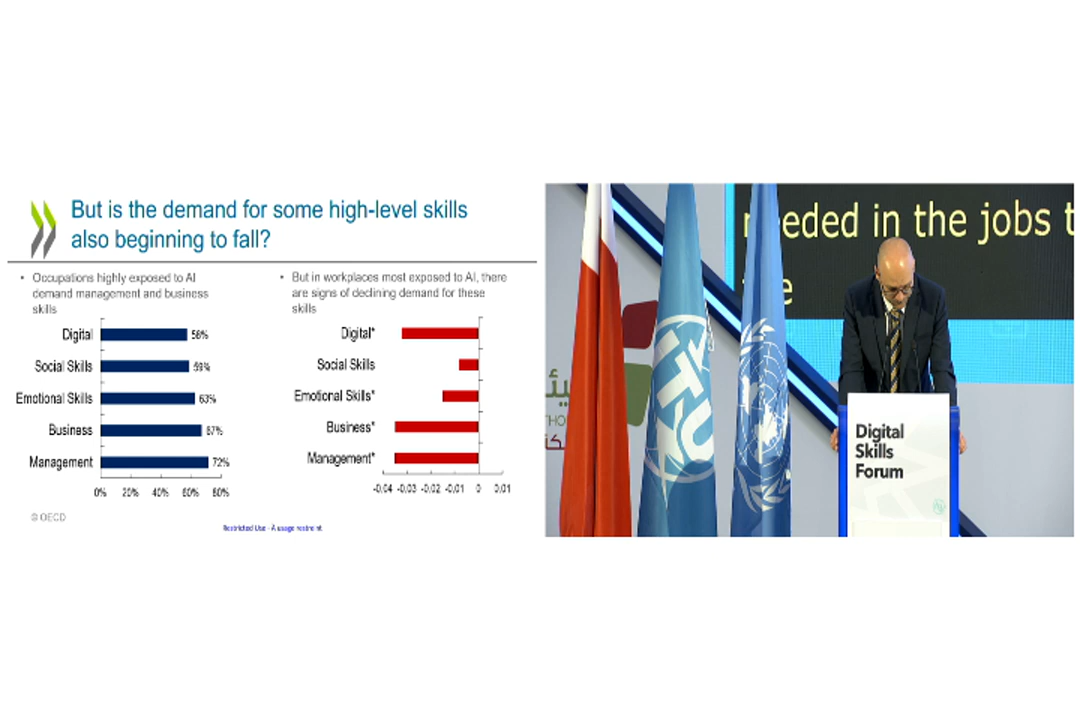 But is the demand for some high-level skills
also beginning to fall?
• Occupations highly exposed to AI
demand management and business
skills
Digital 58%
Social Skills 59%
Emotional Skills 63%
Business 67%
Management 72%
0% 20% 40% 60% 80%
• But in workplaces most exposed to AI, there
are signs of declining demand for these
skills
Digital*
Social Skills
Emotional Skills*
Business*
Management*
-0,04 -0,03 -0,02 -0,01 0 0,01
© OECD
Restricted Use - À usage restreint
needed in the jobs t
ITU
Digital
Skills
Forum